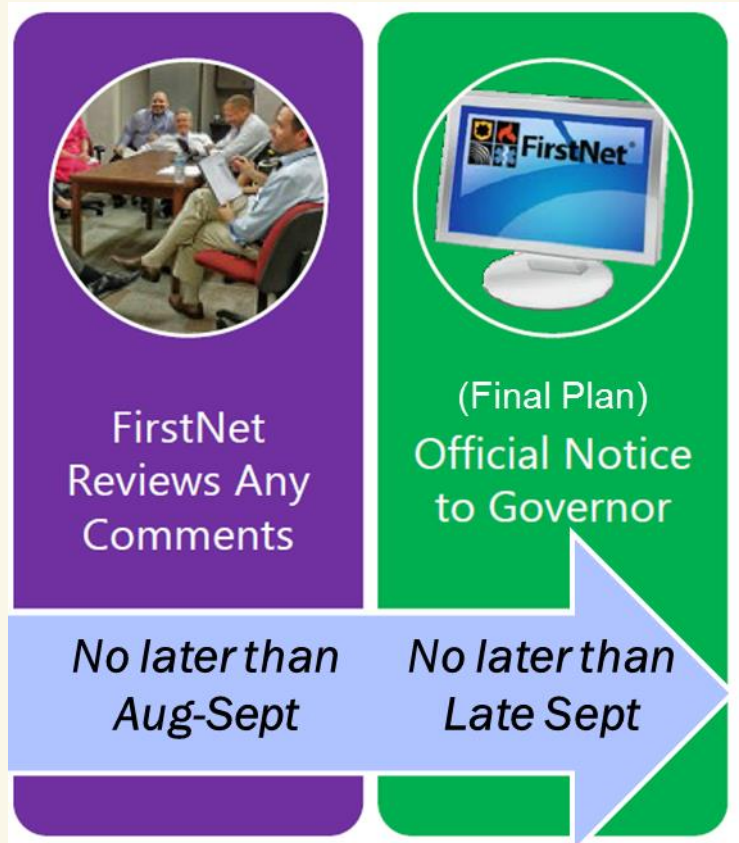 FirstNet
Reviews Any
Comments
No later than
Aug-Sept
FirstNet®
(Final Plan)
Official Notice
to Governor
No later than
Late Sept